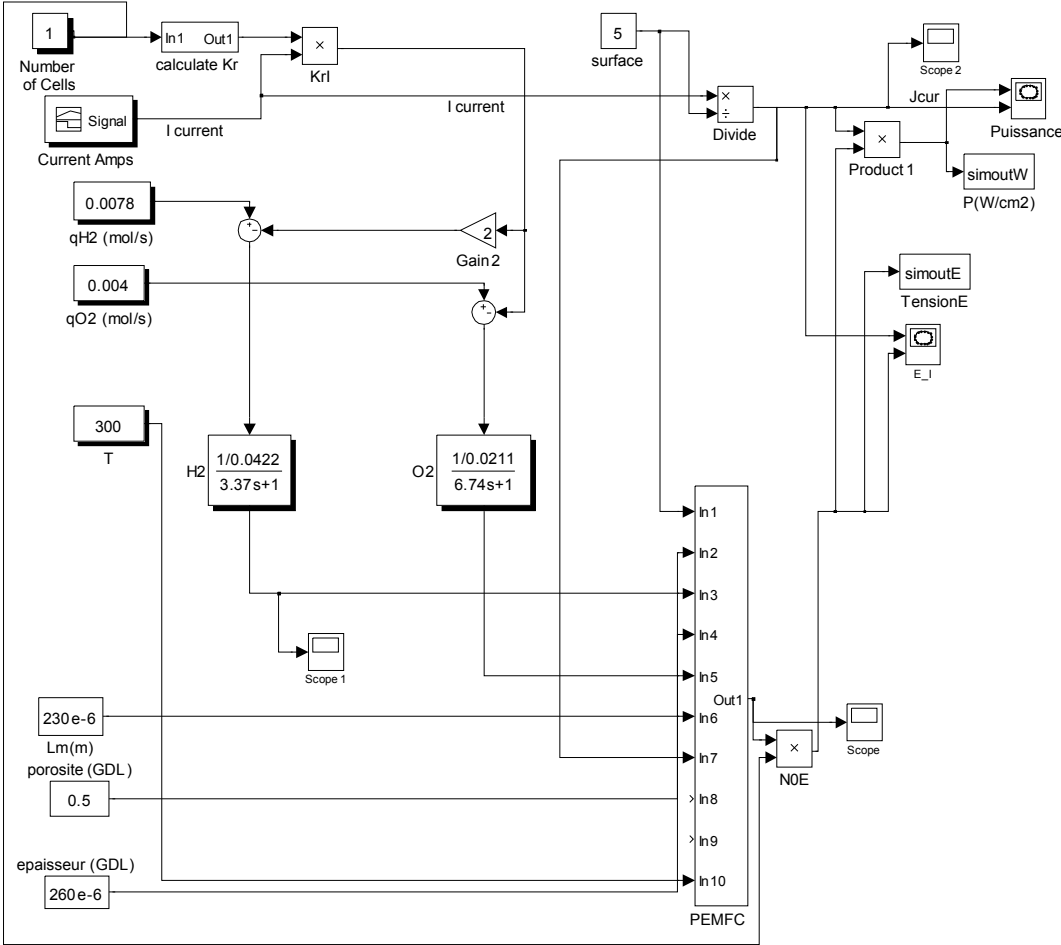 1
Number
of Cells
In1
Out1
calculate Kr
×
KrI
5
surface
Scope 2
Signal
Current Amps
I current
I current
×
÷
Divide
Jcur
Puissance
×
Product 1
simoutW
P(W/cm2)
0.0078
qH2 (mol/s)
+
-
2
Gain 2
0.004
qO2 (mol/s)
+
-
simoutE
TensionE
E_I
300
T
H2
1/0.0422
3.37s+1
O2
1/0.0211
6.74s+1
In1
In2
In3
In4
In5
In6
In7
In8
In9
In10
Out1
PEMFC
Scope 1
230e-6
Lm(m)
porosite (GDL)
0.5
epaisseur (GDL)
260e-6
×
N0E
Scope